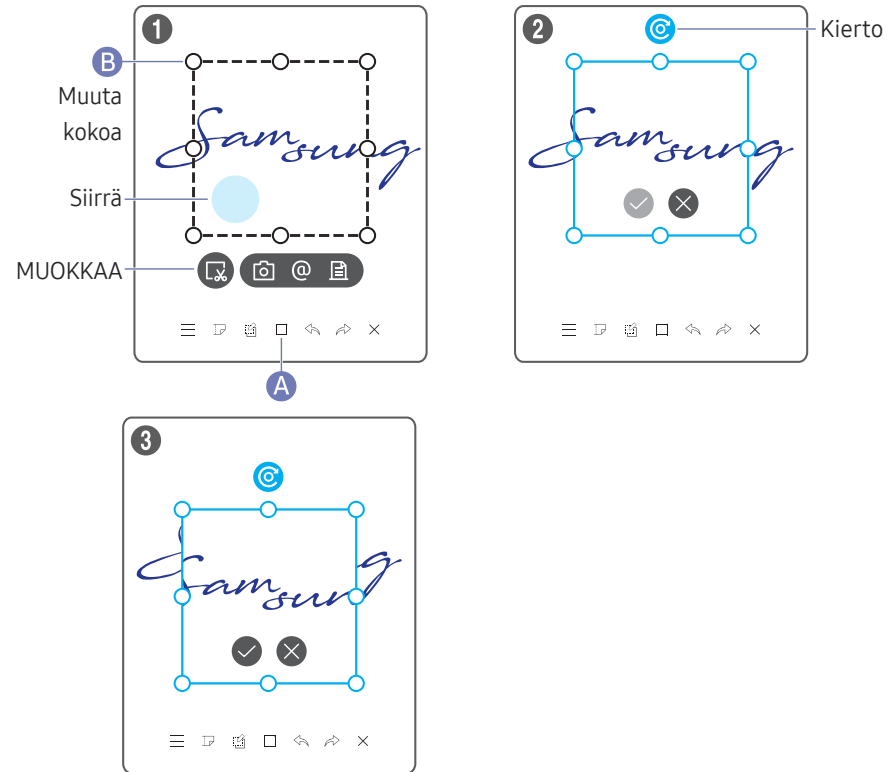 1
B
Muuta
kokoa
Samsung
Siirrä
MUOKKAA
@
A
2
Kierto
Samsung
3
Samsung